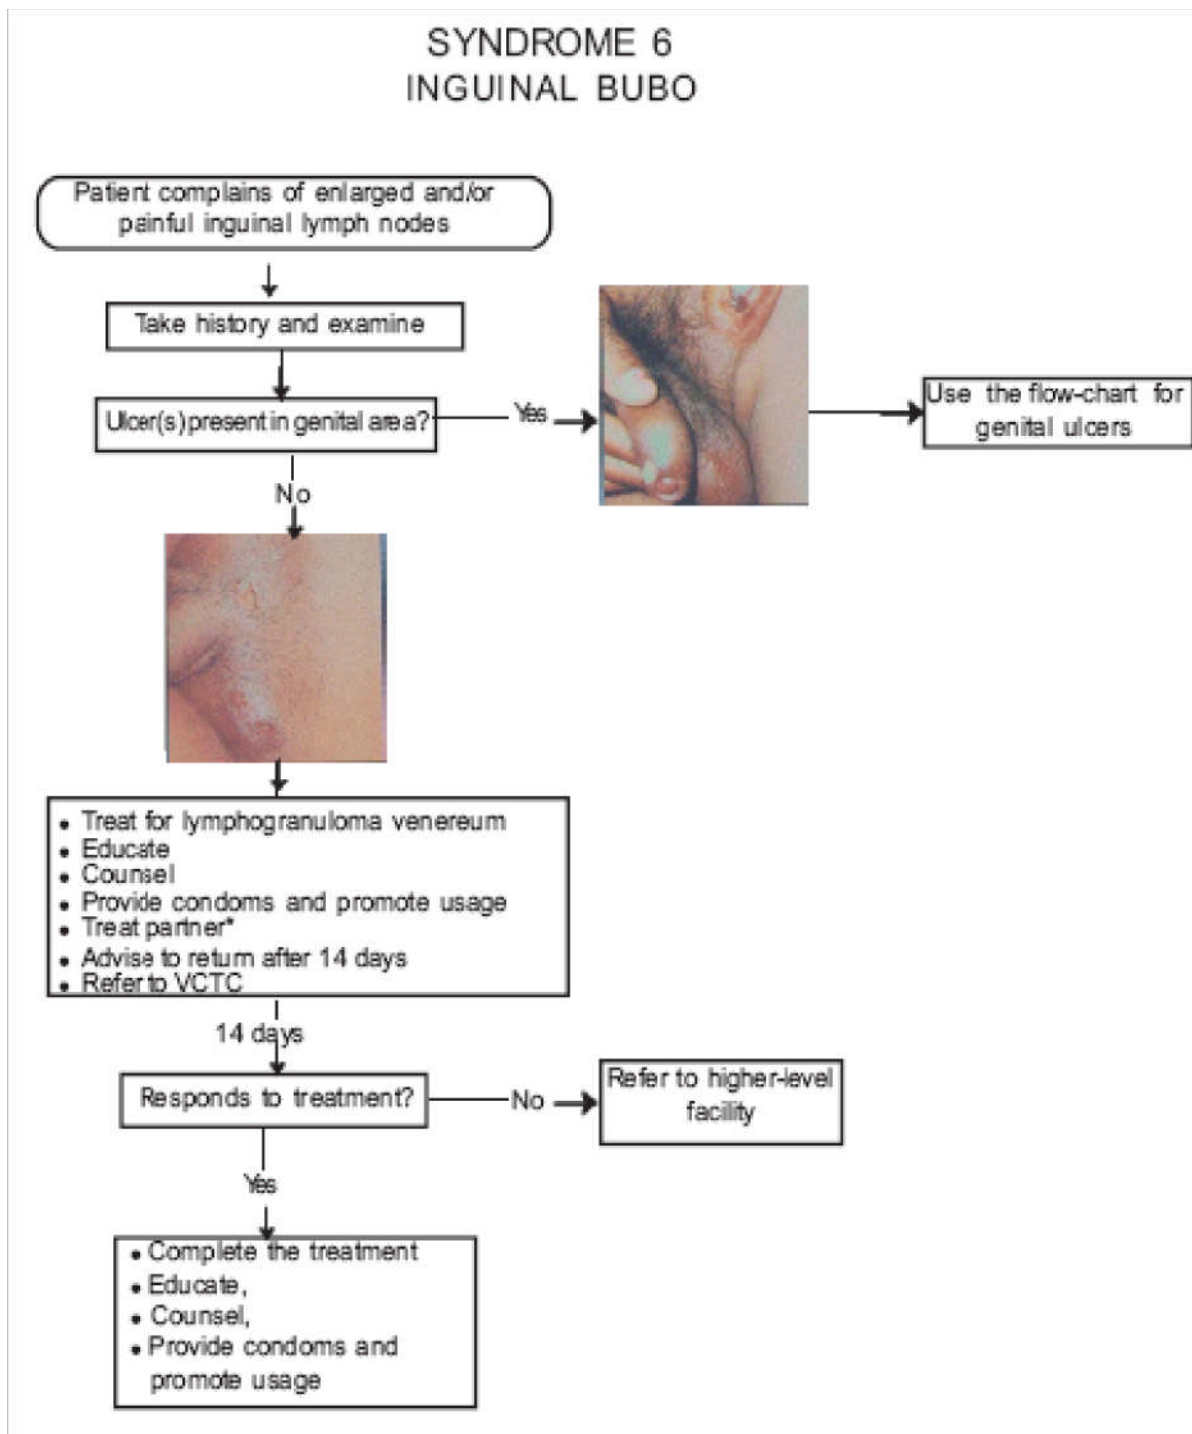 SYNDROME 6
INGUINAL BUBO
Patient complains of enlarged and/or
painful inguinal lymph nodes
Take history and examine
Ulcer(s) present in genital area?
Yes
Use the flow-chart for
genital ulcers
No
• Treat for lymphogranuloma venereum
• Educate
• Counsel
• Provide condoms and promote usage
• Treat partner*
• Advise to return after 14 days
• Refer to VCTC
14 days
Responds to treatment?
No
Refer to higher-level
facility
Yes
• Complete the treatment
• Educate,
• Counsel,
• Provide condoms and
promote usage